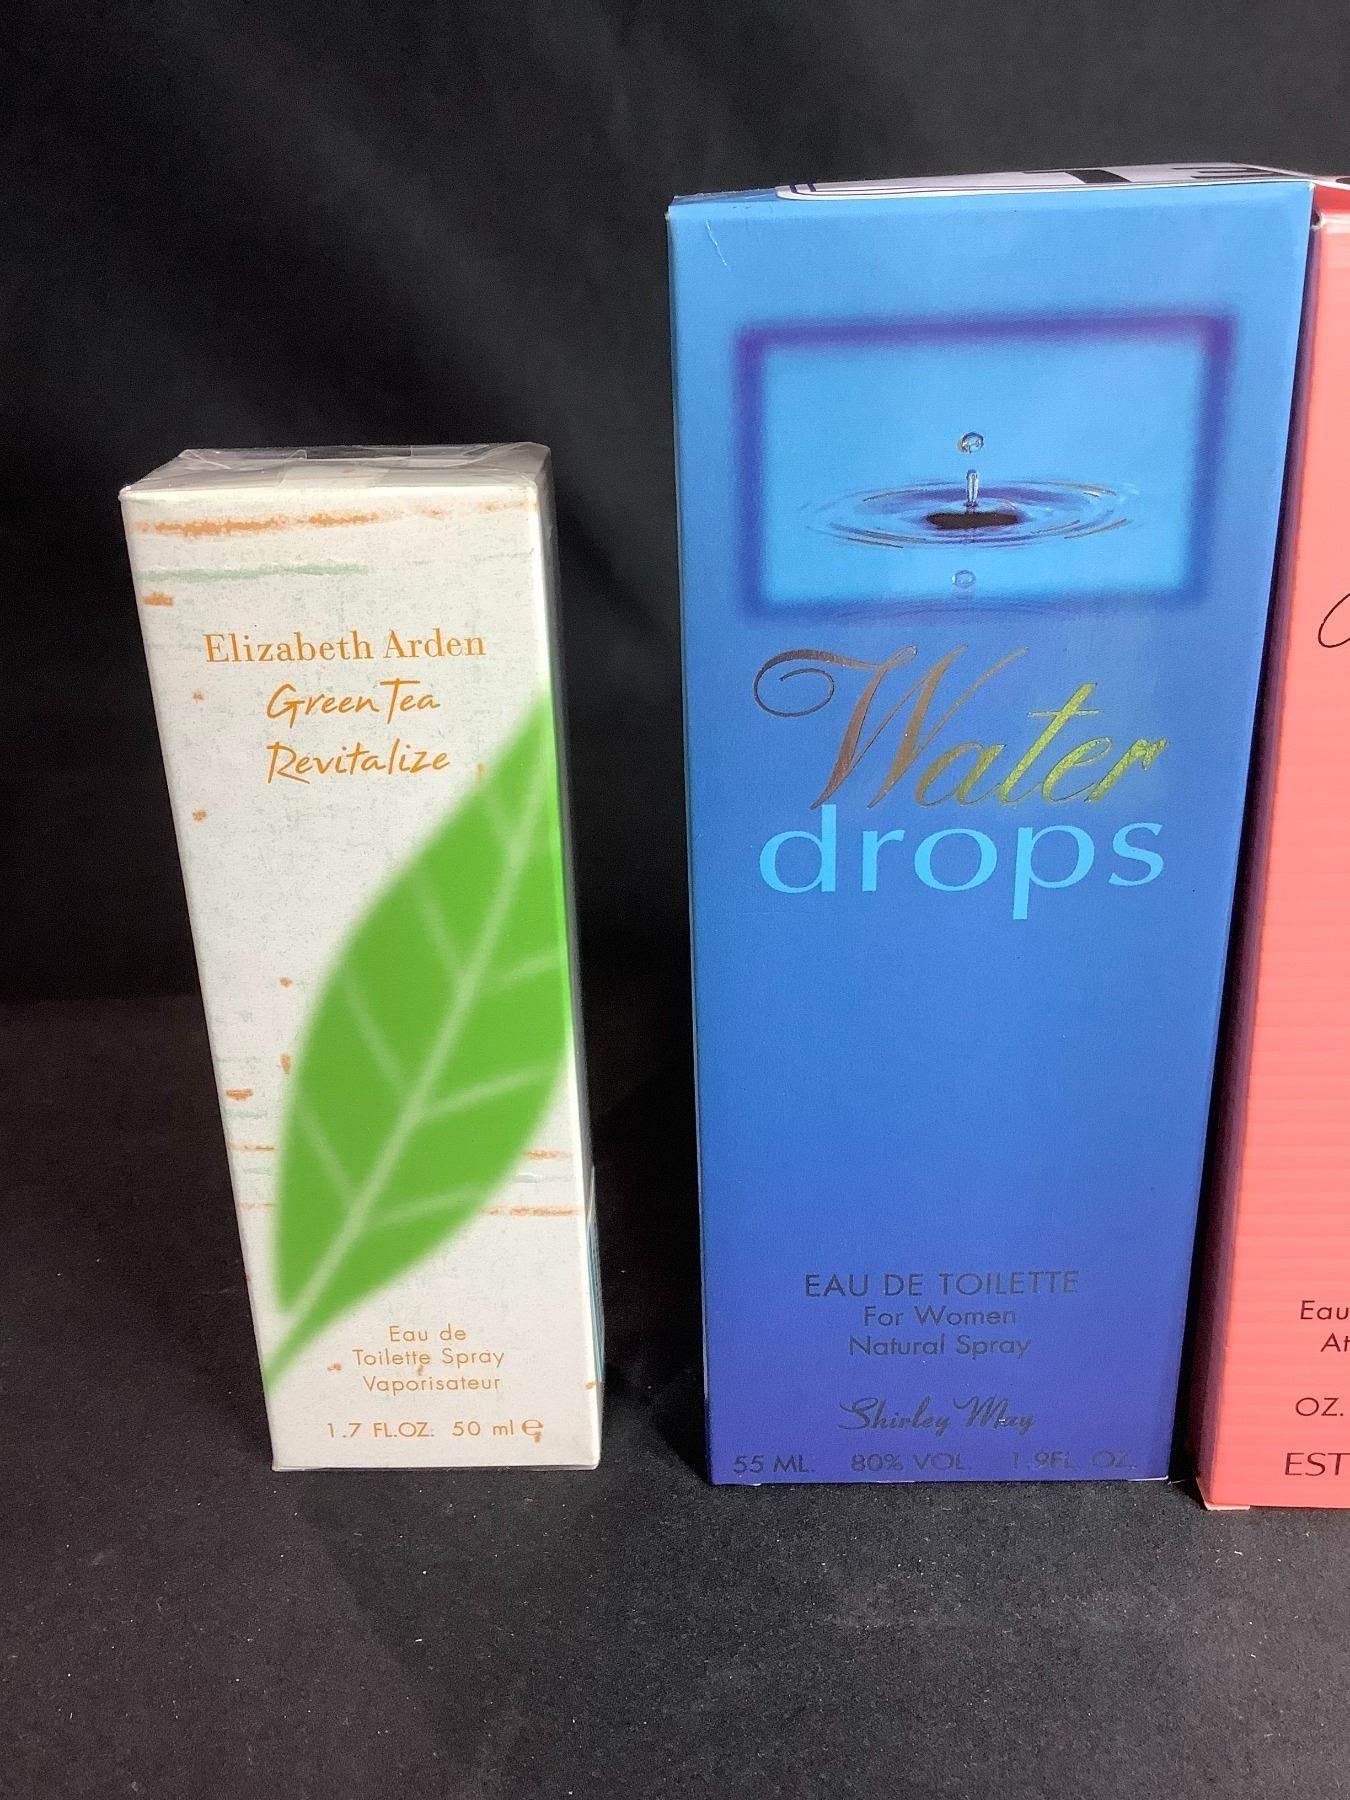 Elizabeth Arden
Green Tea
Revitalize
Eau de
Toilette Spray
Vaporisateur
1.7 FL.OZ. 50 ml ℮
Water
drops
EAU DE TOILETTE
For Women
Natural Spray
Shirley May
55 ML. 80% VOL. 1.9FL. OZ.
Eau
OZ.